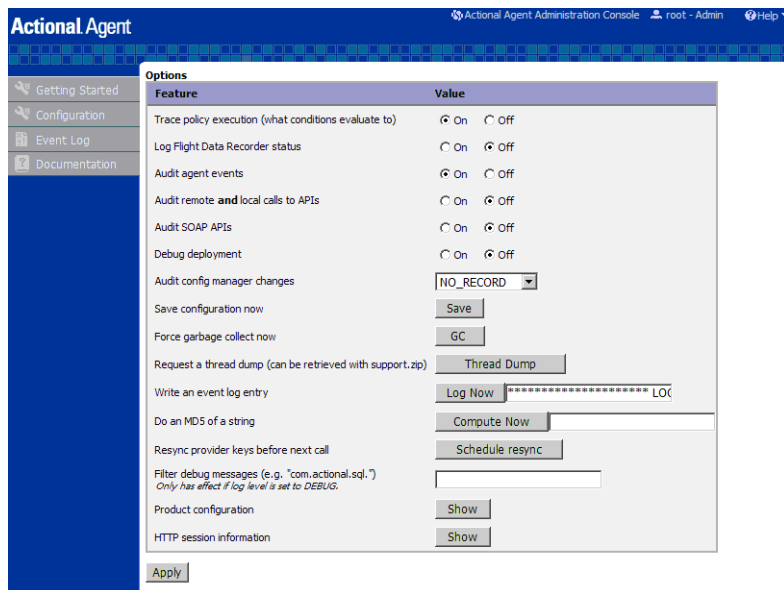 Actional Agent
Actional Agent Administration Console root - Admin Help
Getting Started
Configuration
Event Log
Documentation
Options
Feature Value
Trace policy execution (what conditions evaluate to) On Off
Log Flight Data Recorder status On Off
Audit agent events On Off
Audit remote and local calls to APIs On Off
Audit SOAP APIs On Off
Debug deployment On Off
Audit config manager changes NO_RECORD
Save configuration now Save
Force garbage collect now GC
Request a thread dump (can be retrieved with support.zip) Thread Dump
Write an event log entry Log Now ********************* LOG
Do an MD5 of a string Compute Now
Resync provider keys before next call Schedule resync
Filter debug messages (e.g. "com.actional.sql.")
Only has effect if log level is set to DEBUG.
Product configuration Show
HTTP session information Show
Apply